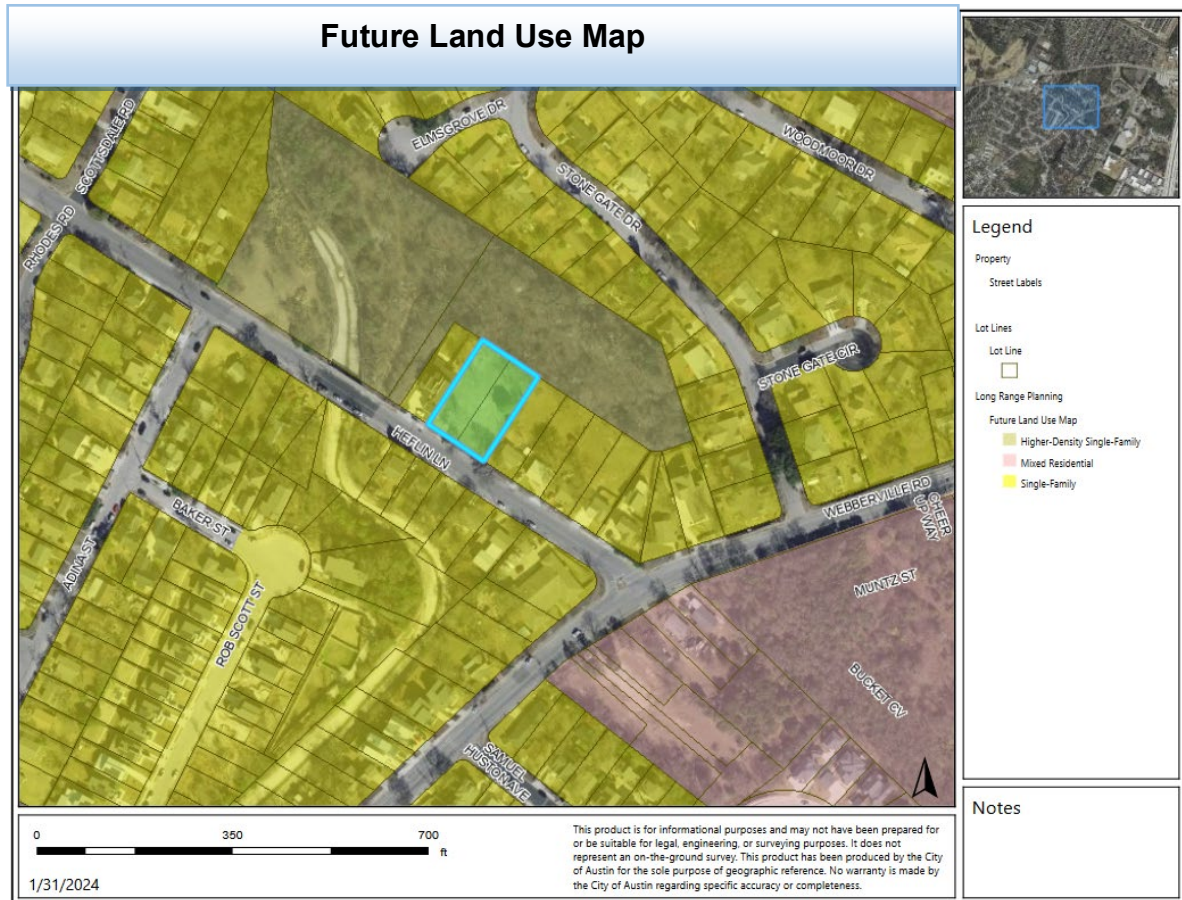 Future Land Use Map
SCOTTSDALE RD
ELMSGROVE DR
WOODMOOR DR
STONE GATE DR
RHODES RD
STONE GATE CIR
HEFLIN LN
WEBBERVILLE RD
CHEER
UP WAY
BAKER ST
ADINA ST
ROB SCOTT ST
MUNTZ ST
BUCKET CV
SAMUEL
HUSTON AVE
Legend
Property
Street Labels
Lot Lines
Lot Line
Long Range Planning
Future Land Use Map
Higher-Density Single-Family
Mixed Residential
Single-Family
Notes
0 350 700
ft
1/31/2024
This product is for informational purposes and may not have been prepared for
or be suitable for legal, engineering, or surveying purposes. It does not
represent an on-the-ground survey. This product has been produced by the City
of Austin for the sole purpose of geographic reference. No warranty is made by
the City of Austin regarding specific accuracy or completeness.